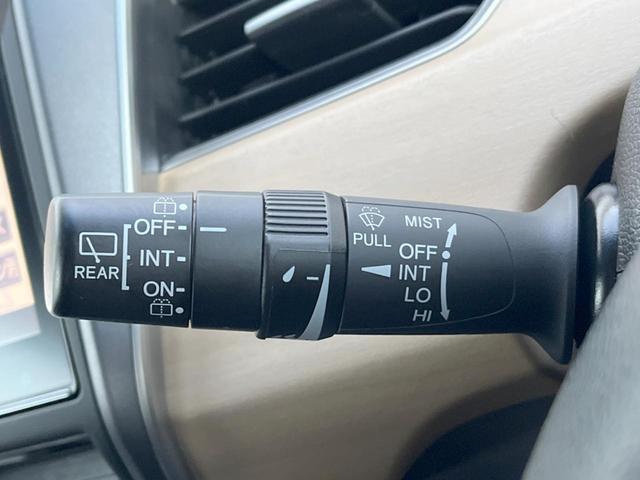 REAR
OFF
INT
ON
PULL
MIST
OFF
INT
LO
HI